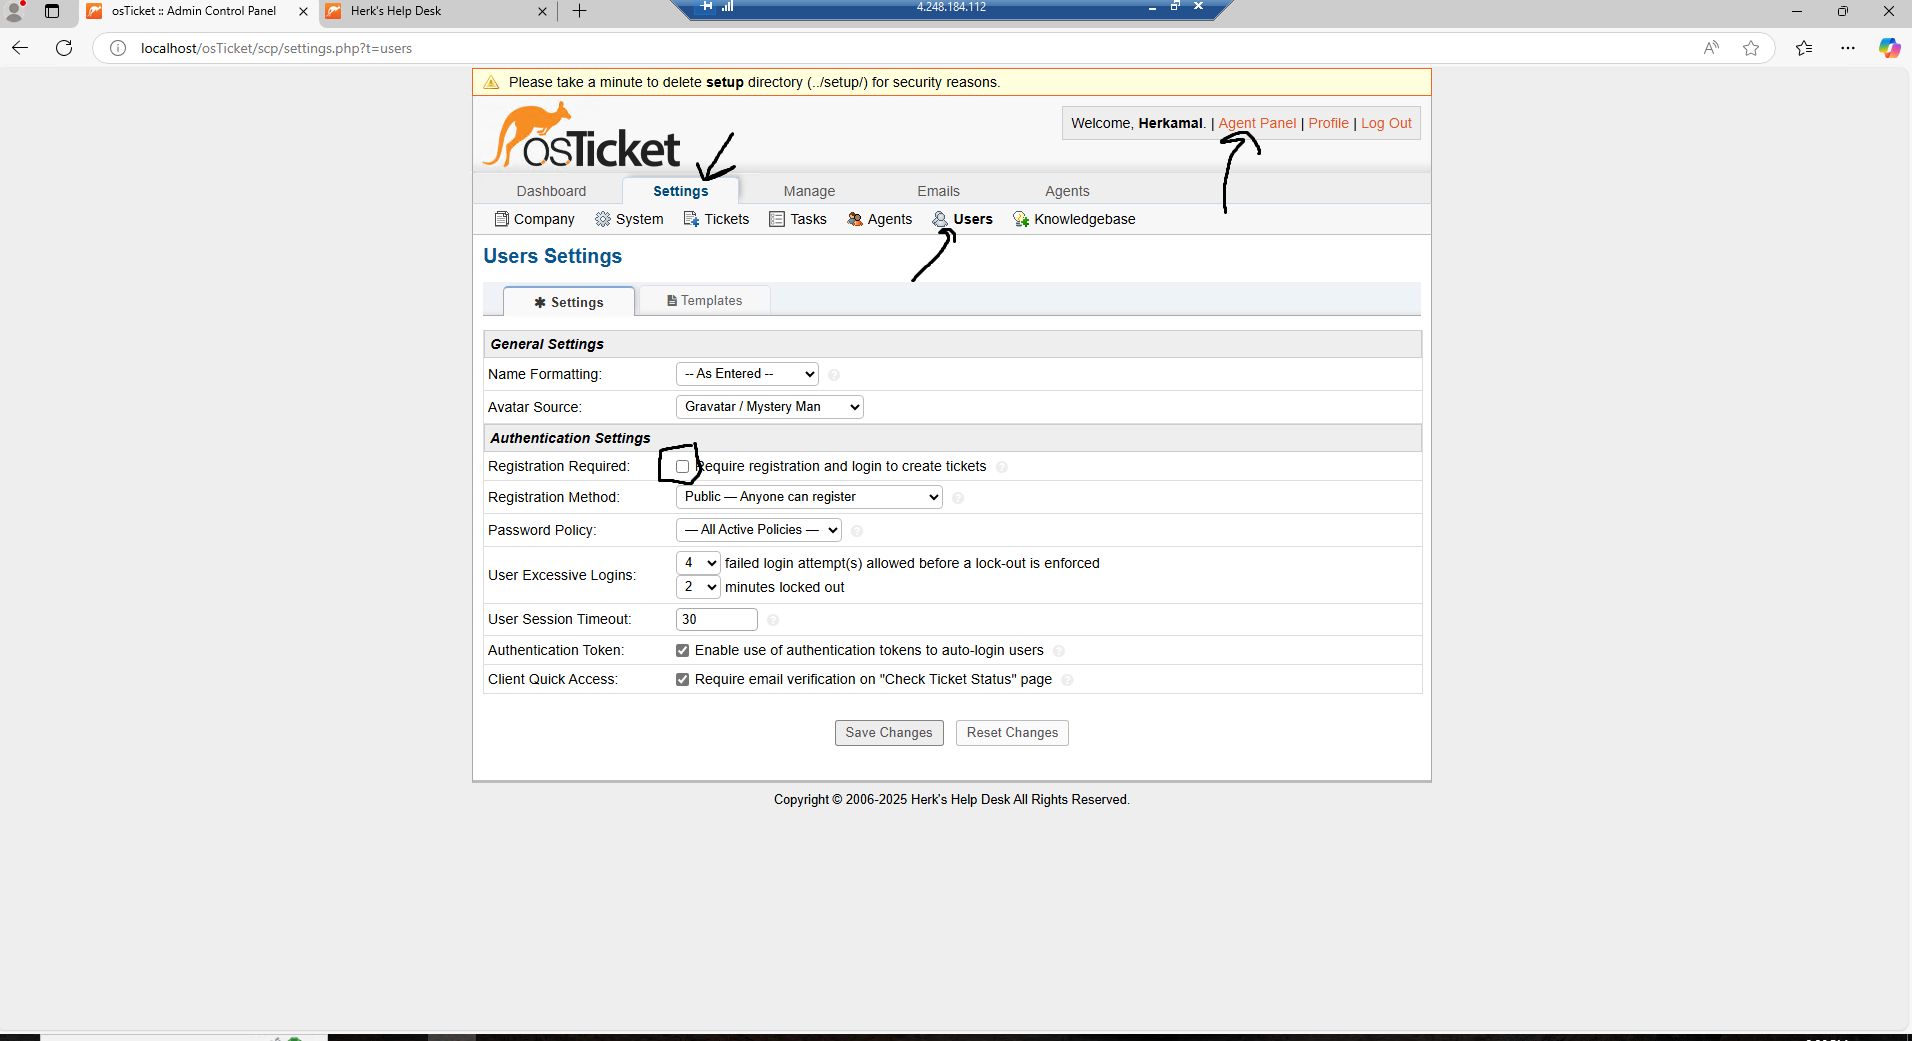 osTicket :: Admin Control Panel
Herk's Help Desk
4.248.184.112
localhost/osTicket/scp/settings.php?t=users
Please take a minute to delete setup directory (../setup/) for security reasons.
osTicket
Welcome, Herkamal. | Agent Panel | Profile | Log Out
Dashboard Settings Manage Emails Agents
Company System Tickets Tasks Agents Users Knowledgebase
Users Settings
Settings Templates
General Settings
Name Formatting: -- As Entered --
Avatar Source: Gravatar / Mystery Man
Authentication Settings
Registration Required: Require registration and login to create tickets
Registration Method: Public — Anyone can register
Password Policy: — All Active Policies —
User Excessive Logins: 4 failed login attempt(s) allowed before a lock-out is enforced
2 minutes locked out
User Session Timeout: 30
Authentication Token: Enable use of authentication tokens to auto-login users
Client Quick Access: Require email verification on "Check Ticket Status" page
Save Changes Reset Changes
Copyright © 2006-2025 Herk's Help Desk All Rights Reserved.